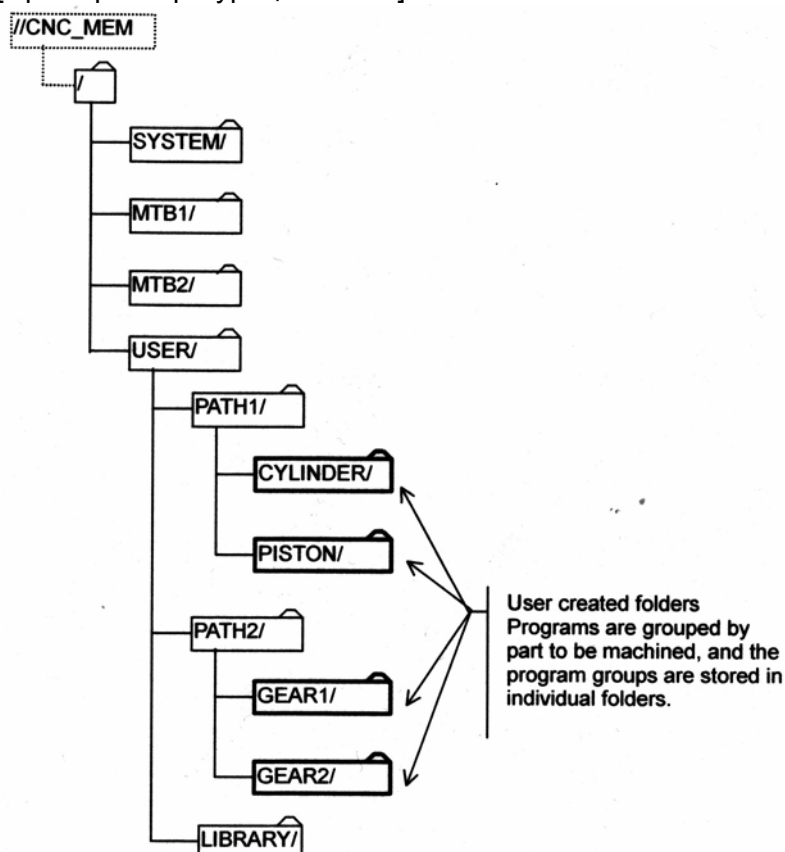 //CNC_MEM
/
SYSTEM/
MTB1/
MTB2/
USER/
PATH1/
CYLINDER/
PISTON/
User created folders
Programs are grouped by
part to be machined, and the
program groups are stored in
individual folders.
PATH2/
GEAR1/
GEAR2/
LIBRARY/